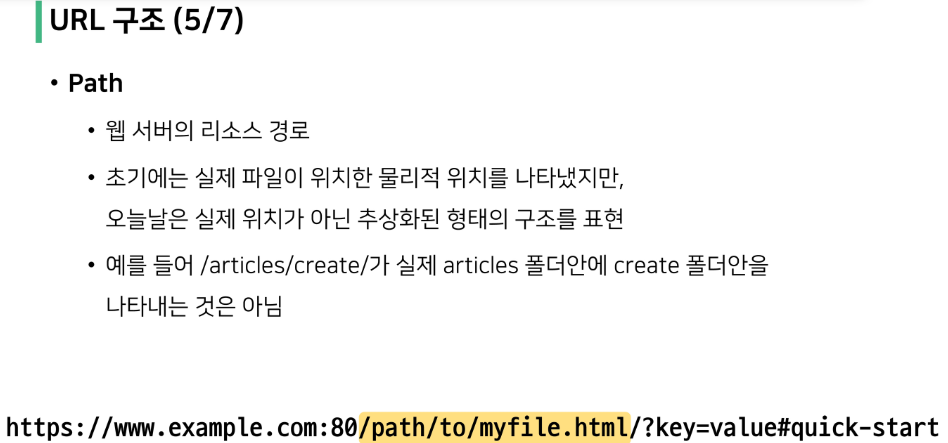 URL 구조 (5/7)
• Path
• 웹 서버의 리소스 경로
• 초기에는 실제 파일이 위치한 물리적 위치를 나타냈지만,
오늘날은 실제 위치가 아닌 추상화된 형태의 구조를 표현
• 예를 들어 /articles/create/가 실제 articles 폴더안에 create 폴더안을
나타내는 것은 아님
https://www.example.com:80/path/to/myfile.html/?key=value#quick-start